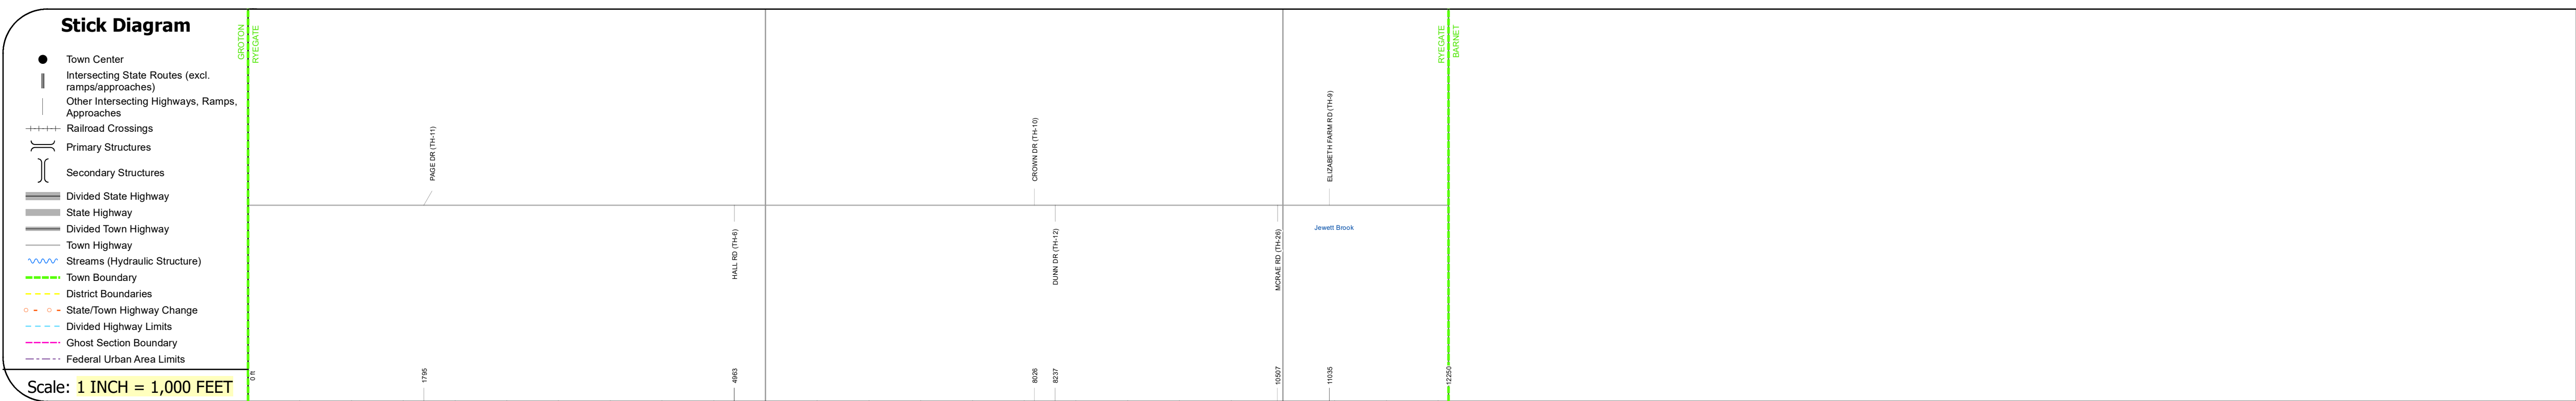 Stick Diagram
Town Center
Intersecting State Routes (excl.
ramps/approaches)
Other Intersecting Highways, Ramps,
Approaches
Railroad Crossings
Primary Structures
Secondary Structures
Divided State Highway
State Highway
Divided Town Highway
Town Highway
Streams (Hydraulic Structure)
Town Boundary
District Boundaries
State/Town Highway Change
Divided Highway Limits
Ghost Section Boundary
Federal Urban Area Limits
Scale: 1 INCH = 1,000 FEET
GROTON
RYEGATE
PAGE DR (TH-11)
HALL RD (TH-6)
CROWN DR (TH-10)
DUNN DR (TH-12)
MCRAE RD (TH-26)
ELIZABETH FARM RD (TH-9)
Jewett Brook
RYEGATE
BARNET
0 ft
1795
4963
8026
8237
10507
11035
12250